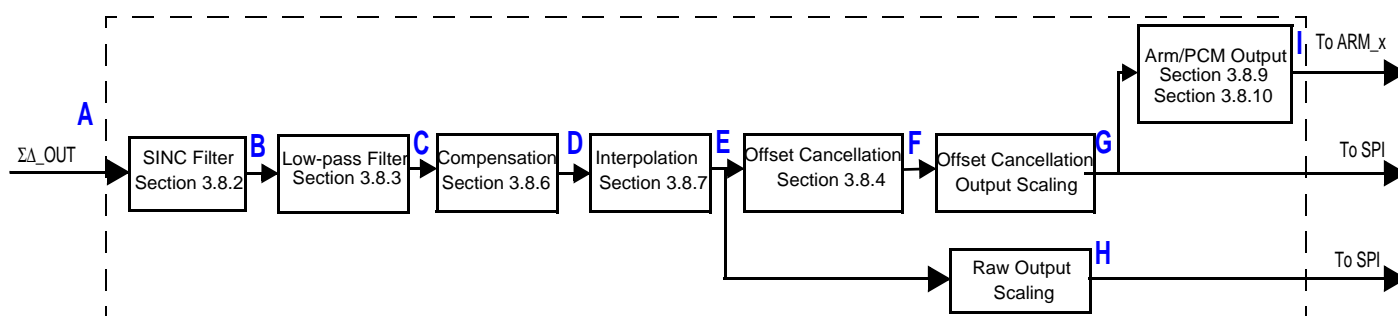 I
To ARM_x
Arm/PCM Output
Section 3.8.9
Section 3.8.10
A
ΣΔ_OUT
SINC Filter
Section 3.8.2
B
Low-pass Filter
Section 3.8.3
C
Compensation
Section 3.8.6
D
Interpolation
Section 3.8.7
E
Offset Cancellation
Section 3.8.4
F
Offset Cancellation
Output Scaling
G
To SPI
Raw Output
Scaling
H
To SPI